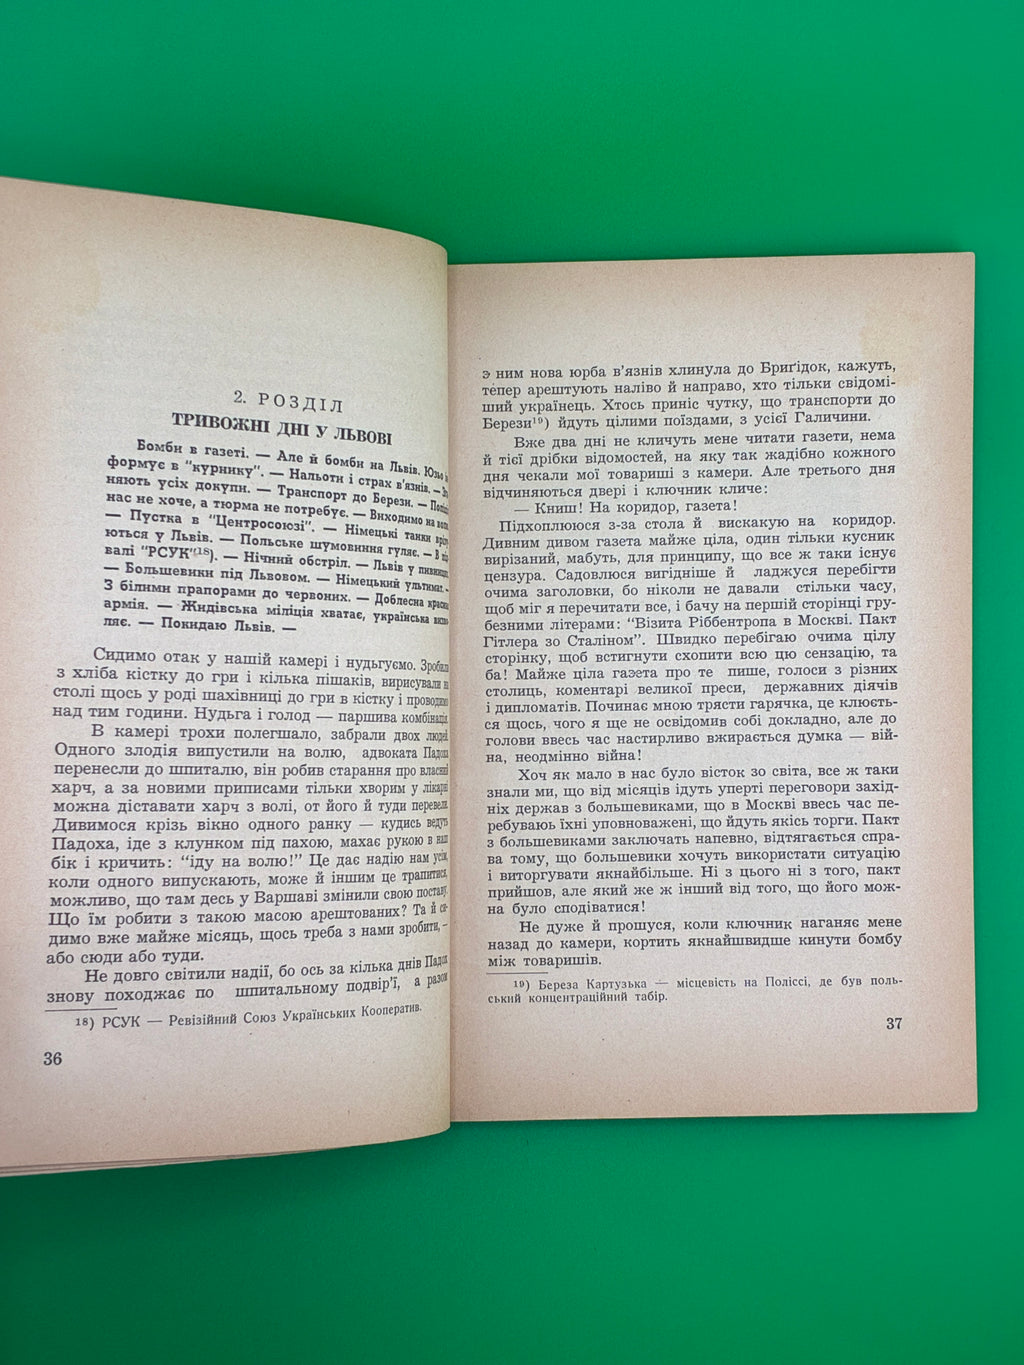 2. РОЗДІЛ
ТРИВОЖНІ ДНІ У ЛЬВОВІ
Бомби в газеті. — Але й бомби на Львів. Юзьо
формує в "курнику". — Нальоти і страх в'язнів. —
няють усіх докупи. — Транспорт до Берези. —
нас не хоче, а тюрма не потребує. — Виходимо на
— Пустка в "Центросоюзі". — Німецькі танки
ються у Львів. — Польське шумовиння гуляє. — В
валі "РСУК"(18). — Нічний обстріл. — Львів у
— Большевики під Львовом. — Німецький ультимат. -
З білими прапорами до червоних. — Доблесна
армія. — Жидівська міліція хватає, українська
ляє. — Покидаю Львів. —
Сидимо отак у нашій камері і нудьгуємо. Зробили
з хліба кістку до гри і кілька пішаків, вирисували на
столі щось у роді шахівниці до гри в кістку і проводимо
над тим години. Нудьга і голод — паршива комбінація.
В камері трохи полегшало, забрали двох людей.
Одного злодія випустили на волю, адвоката Падоха
перенесли до шпиталю, він робив старання про власний
харч, а за новими приписами тільки хворим у лікарні
можна діставати харч з волі, от його й туди перевели.
Дивимося крізь вікно одного ранку — кудись ведуть
Падоха, іде з клунком під пахою, махає рукою в наш
бік і кричить: "іду на волю!" Це дає надію нам усім,
коли одного випускають, може й іншим це трапитися,
можливо, що там десь у Варшаві змінили свою поставу.
Що їм робити з такою масою арештованих? Та й си-
димо вже майже місяць, щось треба з нами зробити, —
або сюди або туди.
Не довго світили надії, бо ось за кілька днів Падох
знову походжає по шпитальному подвір'ї, а разом
18) РСУК — Ревізійний Союз Українських Кооператив.
36
з ним нова юрба в'язнів хлинула до Бриґідок, кажуть,
тепер арештують наліво й направо, хто тільки свідомі-
ший українець. Хтось приніс чутку, що транспорти до
Берези19) йдуть цілими поїздами, з усієї Галичини.
Вже два дні не кличуть мене читати газети, нема
й тієї дрібки відомостей, на яку так жадібно кожного
дня чекали мої товариші з камери. Але третього дня
відчиняються двері і ключник кличе:
— Книш! На коридор, газета!
Підхоплююся з-за стола й вискакую на коридор.
Дивним дивом газета майже ціла, один тільки кусник
вирізаний, мабуть, для принципу, що все ж таки існує
цензура. Садовлюся вигідніше й ладжуся перебігти
очима заголовки, бо ніколи не давали стільки часу,
щоб міг я перечитати все, і бачу на першій сторінці гру-
безними літерами: "Візита Ріббентропа в Москві. Пакт
Гітлера зо Сталіном". Швидко перебігаю очима цілу
сторінку, щоб встигнути схопити всю цю сензацію, та
ба! Майже ціла газета про те пише, голоси з різних
столиць, коментарі великої преси, державних діячів
і дипломатів. Починає мною трясти гарячка, це клюєть-
ся щось, чого я ще не освідомив собі докладно, але до
голови ввесь час настирливо вжирається думка — вій-
на, неодмінно війна!
Хоч як мало в нас було вісток зо світа, все ж таки
знали ми, що від місяців ідуть уперті переговори захід-
ніх держав з большевиками, що в Москві ввесь час пе-
ребувають їхні уповноважені, що йдуть якісь торги. Пакт
з большевиками заключать напевно, відтягається спра-
ва тому, що большевики хочуть використати ситуацію
і виторгувати якнайбільше. Ні з цього ні з того, пакт
прийшов, але який же ж інший від того, що його мож-
на було сподіватися!
Не дуже й прошуся, коли ключник наганяє мене
назад до камери, кортить якнайшвидше кинути бомбу
між товаришів.
19) Береза Картузька — місцевість на Поліссі, де був поль-
ський концентраційний табір.
37